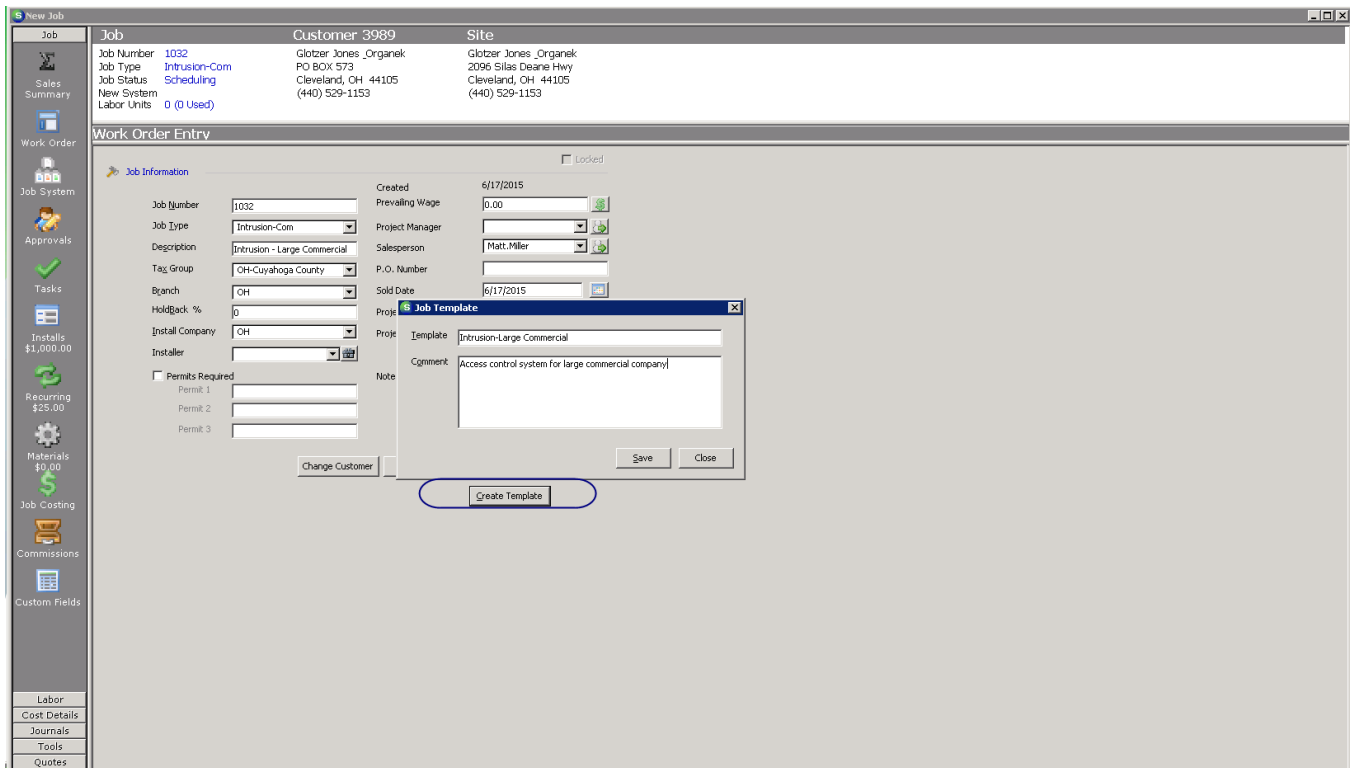 New Job
Job
Sales
Summary
Work Order
Job System
Approvals
Tasks
Installs
$1,000.00
Recurring
$25.00
Materials
$0.00
Job Costing
Commissions
Custom Fields
Labor
Cost Details
Journals
Tools
Quotes
Job Customer 3989 Site
Job Number 1032 Glotzer Jones _Organek Glotzer Jones _Organek
Job Type Intrusion-Com PO BOX 573 2096 Silas Deane Hwy
Job Status Scheduling Cleveland, OH 44105 Cleveland, OH 44105
New System (440) 529-1153 (440) 529-1153
Labor Units 0 (0 Used)
Work Order Entry
Locked
Job Information
Created 6/17/2015
Job Number 1032 Prevailing Wage 0.00
Job Type Intrusion-Com Project Manager
Description Intrusion - Large Commercial Salesperson Matt.Miller
Tax Group OH-Cuyahoga County P.O. Number
Branch OH Sold Date 6/17/2015
HoldBack % 0 Proje
Install Company OH Proje
Installer
Permits Required Note
Permit 1
Permit 2
Permit 3
Change Customer
Job Template
Template Intrusion-Large Commercial
Comment Access control system for large commercial company
Save Close
Create Template